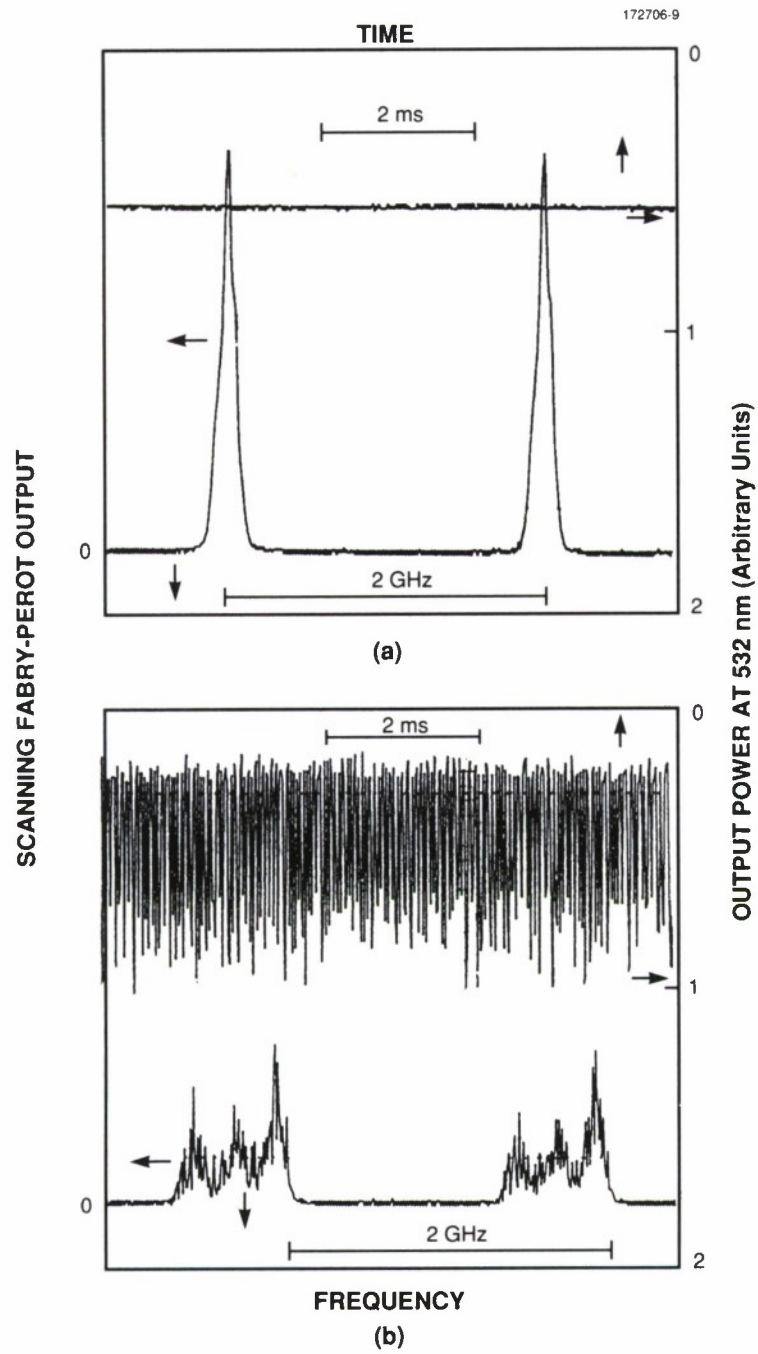 172706-9
TIME
0
2 ms
1
0
2 GHz
2
(a)
SCANNING FABRY-PEROT OUTPUT
OUTPUT POWER AT 532 nm (Arbitrary Units)
0
2 ms
1
0
2 GHz
2
FREQUENCY
(b)